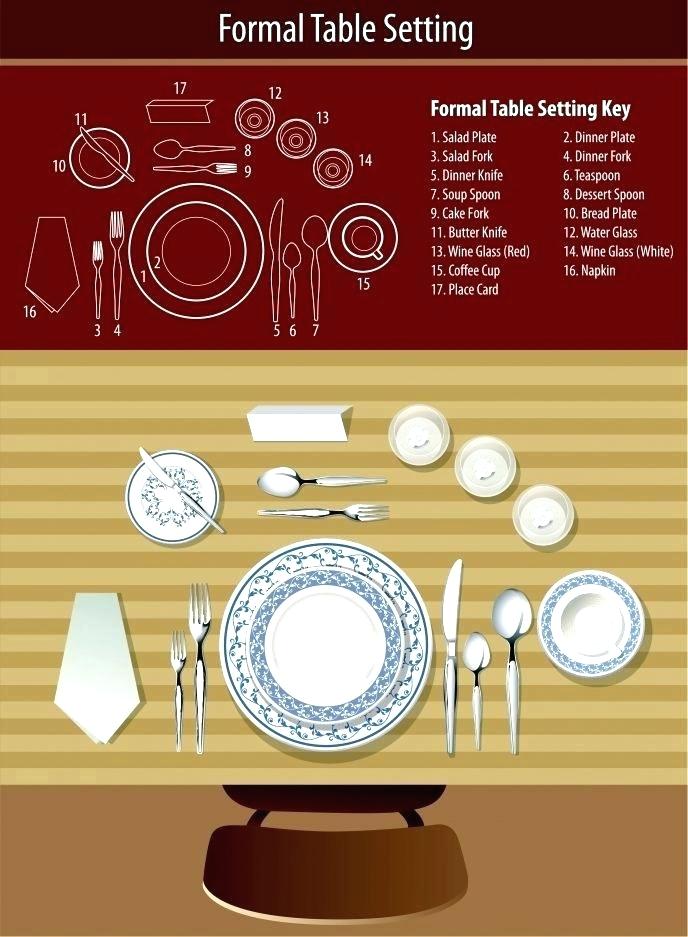 Formal Table Setting
17
12
11
13
Formal Table Setting Key
1. Salad Plate 2. Dinner Plate
3. Salad Fork 4. Dinner Fork
5. Dinner Knife 6. Teaspoon
7. Soup Spoon 8. Dessert Spoon
9. Cake Fork 10. Bread Plate
11. Butter Knife 12. Water Glass
13. Wine Glass (Red) 14. Wine Glass (White)
15. Coffee Cup 16. Napkin
17. Place Card
8
10
9
14
1 2
15
16
3 4
5 6 7